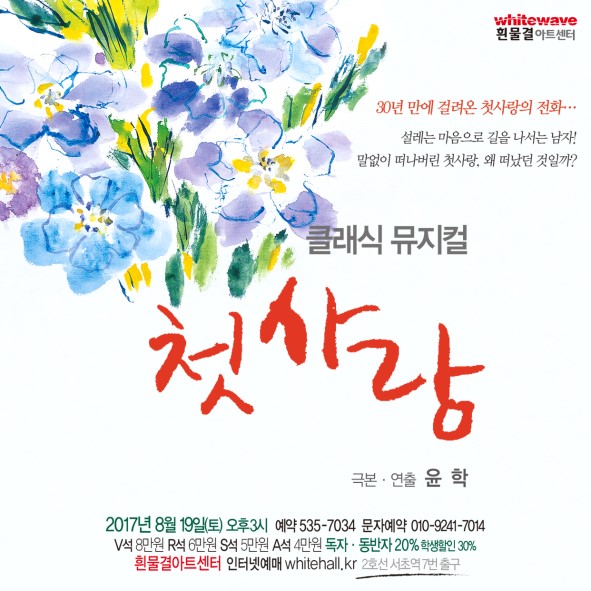 whitewave
흰물결아트센터
30년 만에 걸려온 첫사랑의 전화…
설레는 마음으로 길을 나서는 남자!
말없이 떠나버린 첫사랑, 왜 떠났던 것일까?
클래식 뮤지컬
첫사랑
극본 · 연출 윤 학
2017년 8월 19일(토) 오후3시 예약 535-7034 문자예약 010-9241-7014
V석 8만원 R석 6만원 S석 5만원 A석 4만원 독자 · 동반자 20% 학생할인 30%
흰물결아트센터 인터넷예매 whitehall.kr 2호선 서초역 7번 출구